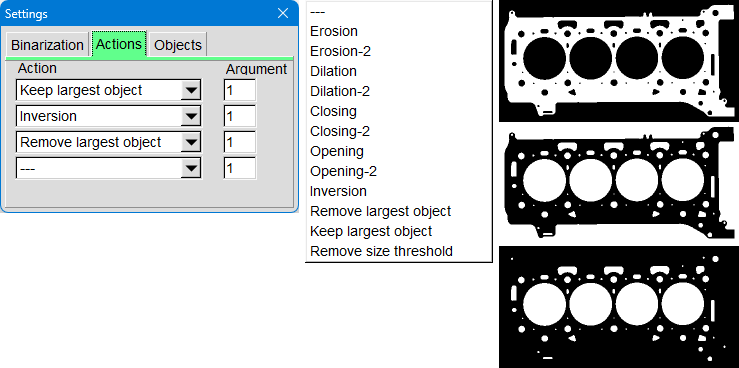 Settings
Binarization Actions Objects
Action Argument
Keep largest object 1
Inversion 1
Remove largest object 1
--- 1
---
Erosion
Erosion-2
Dilation
Dilation-2
Closing
Closing-2
Opening
Opening-2
Inversion
Remove largest object
Keep largest object
Remove size threshold